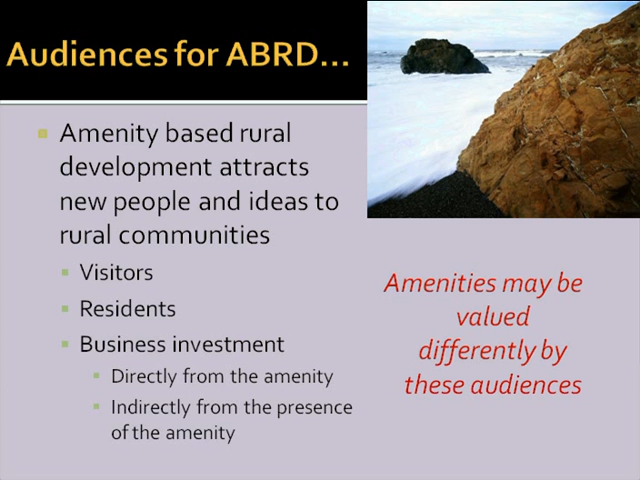 Audiences for ABRD...
Amenity based rural
development attracts
new people and ideas to
rural communities
Visitors
Residents
Business investment
Directly from the amenity
Indirectly from the presence
of the amenity
Amenities may be
valued
differently by
these audiences